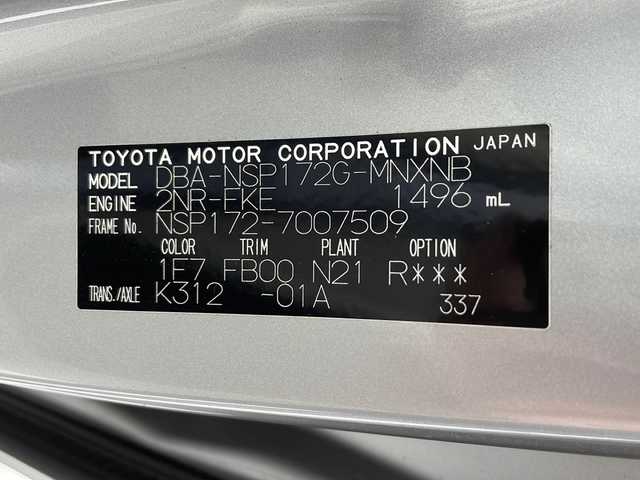 TOYOTA MOTOR CORPORATION JAPAN
MODEL DBA-NSP172G-MNXNB
ENGINE 2NR-FKE 1496 mL
FRAME No. NSP172-7007509
COLOR TRIM PLANT OPTION
1F7 FB00 N21 R***
TRANS./AXLE K312 -01A 337